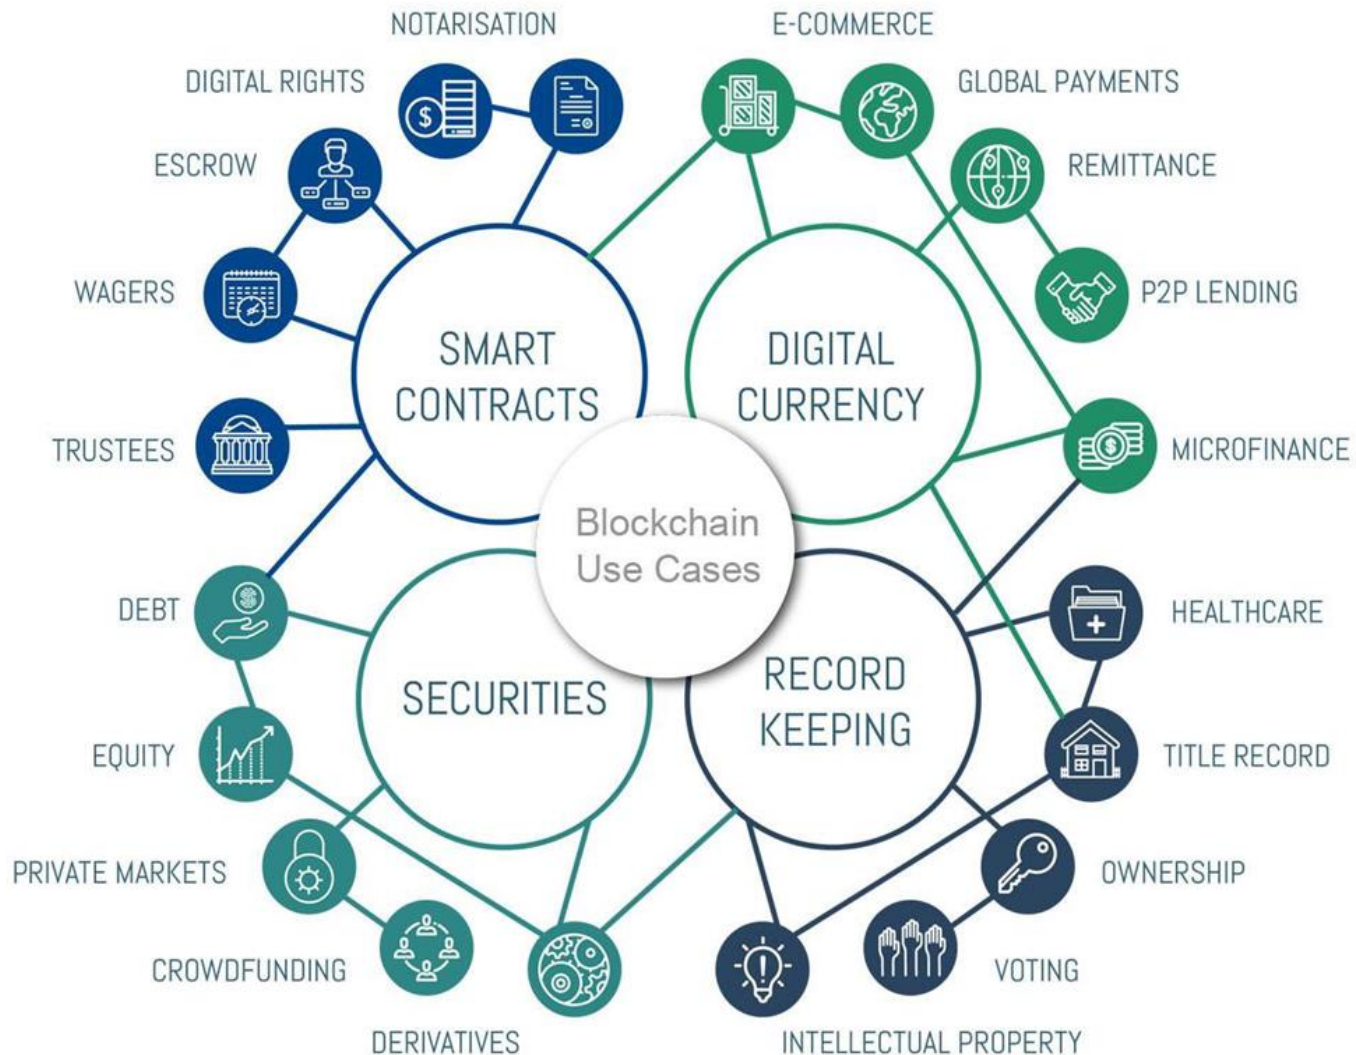 NOTARISATION
E-COMMERCE
DIGITAL RIGHTS
GLOBAL PAYMENTS
ESCROW
REMITTANCE
WAGERS
P2P LENDING
SMART
CONTRACTS
DIGITAL
CURRENCY
TRUSTEES
MICROFINANCE
Blockchain
Use Cases
DEBT
HEALTHCARE
SECURITIES
RECORD
KEEPING
EQUITY
TITLE RECORD
PRIVATE MARKETS
OWNERSHIP
CROWDFUNDING
VOTING
DERIVATIVES
INTELLECTUAL PROPERTY